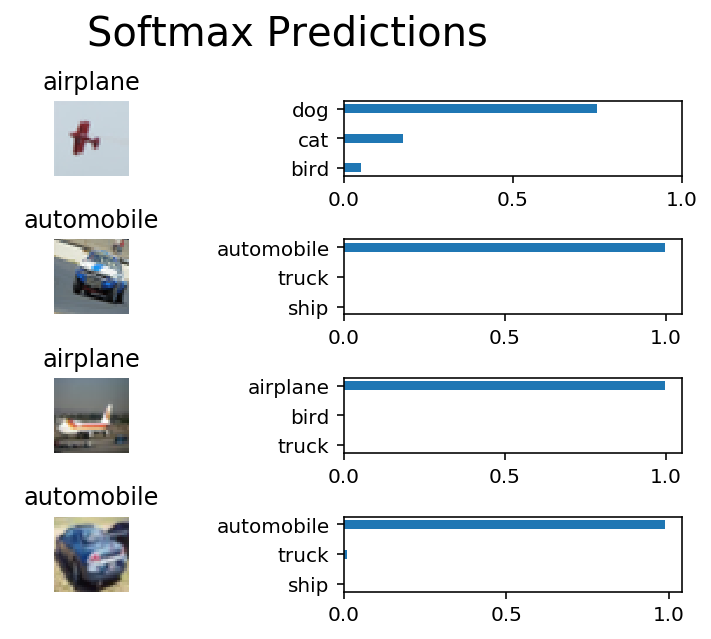 Softmax Predictions
airplane
dog
cat
bird
0.0 0.5 1.0
automobile
automobile
truck
ship
0.0 0.5 1.0
airplane
airplane
bird
truck
0.0 0.5 1.0
automobile
automobile
truck
ship
0.0 0.5 1.0